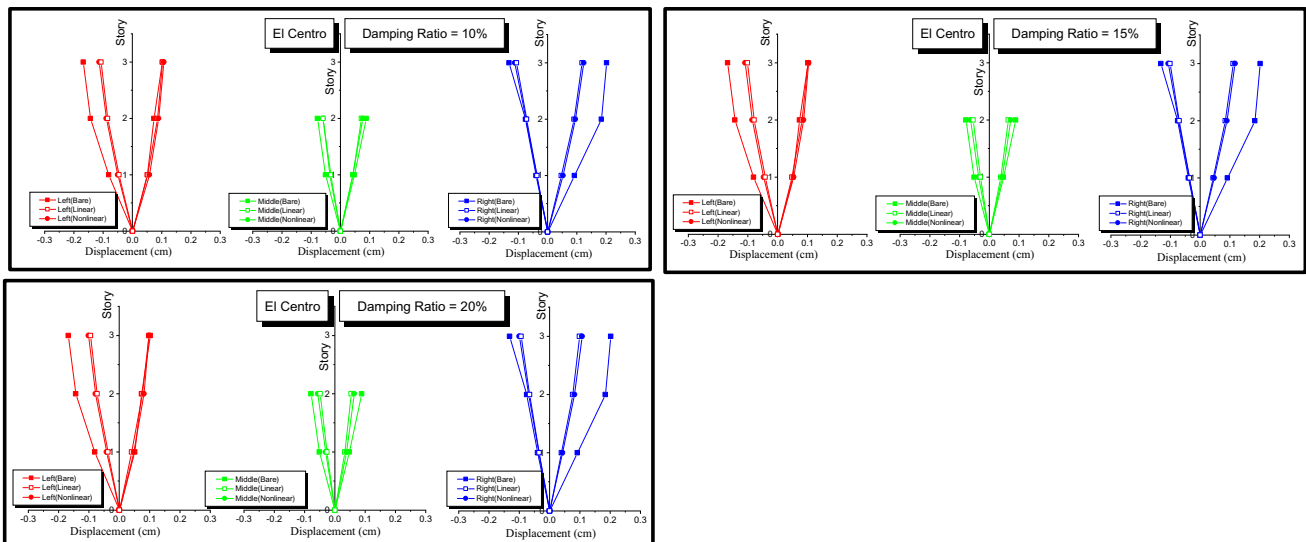 El Centro
Damping Ratio = 10%
Story
3
2
1
0
Left(Bare)
Left(Linear)
Left(Nonlinear)
-0.3 -0.2 -0.1 0.0 0.1 0.2 0.3
Displacement (cm)
Story
3
2
1
0
Middle(Bare)
Middle(Linear)
Middle(Nonlinear)
-0.3 -0.2 -0.1 0.0 0.1 0.2 0.3
Displacement (cm)
Story
3
2
1
0
Right(Bare)
Right(Linear)
Right(Nonlinear)
-0.3 -0.2 -0.1 0.0 0.1 0.2 0.3
Displacement (cm)
El Centro
Damping Ratio = 15%
Story
3
2
1
0
Left(Bare)
Left(Linear)
Left(Nonlinear)
-0.3 -0.2 -0.1 0.0 0.1 0.2 0.3
Displacement (cm)
Story
3
2
1
0
Middle(Bare)
Middle(Linear)
Middle(Nonlinear)
-0.3 -0.2 -0.1 0.0 0.1 0.2 0.3
Displacement (cm)
Story
3
2
1
0
Right(Bare)
Right(Linear)
Right(Nonlinear)
-0.3 -0.2 -0.1 0.0 0.1 0.2 0.3
Displacement (cm)
El Centro
Damping Ratio = 20%
Story
3
2
1
0
Left(Bare)
Left(Linear)
Left(Nonlinear)
-0.3 -0.2 -0.1 0.0 0.1 0.2 0.3
Displacement (cm)
Story
3
2
1
0
Middle(Bare)
Middle(Linear)
Middle(Nonlinear)
-0.3 -0.2 -0.1 0.0 0.1 0.2 0.3
Displacement (cm)
Story
3
2
1
0
Right(Bare)
Right(Linear)
Right(Nonlinear)
-0.3 -0.2 -0.1 0.0 0.1 0.2 0.3
Displacement (cm)